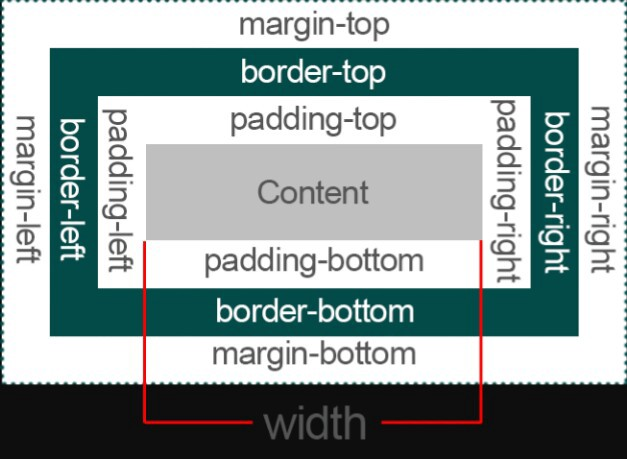 margin-top
border-top
padding-top
margin-left
border-left
padding-left
Content
padding-right
border-right
margin-right
padding-bottom
border-bottom
margin-bottom
width